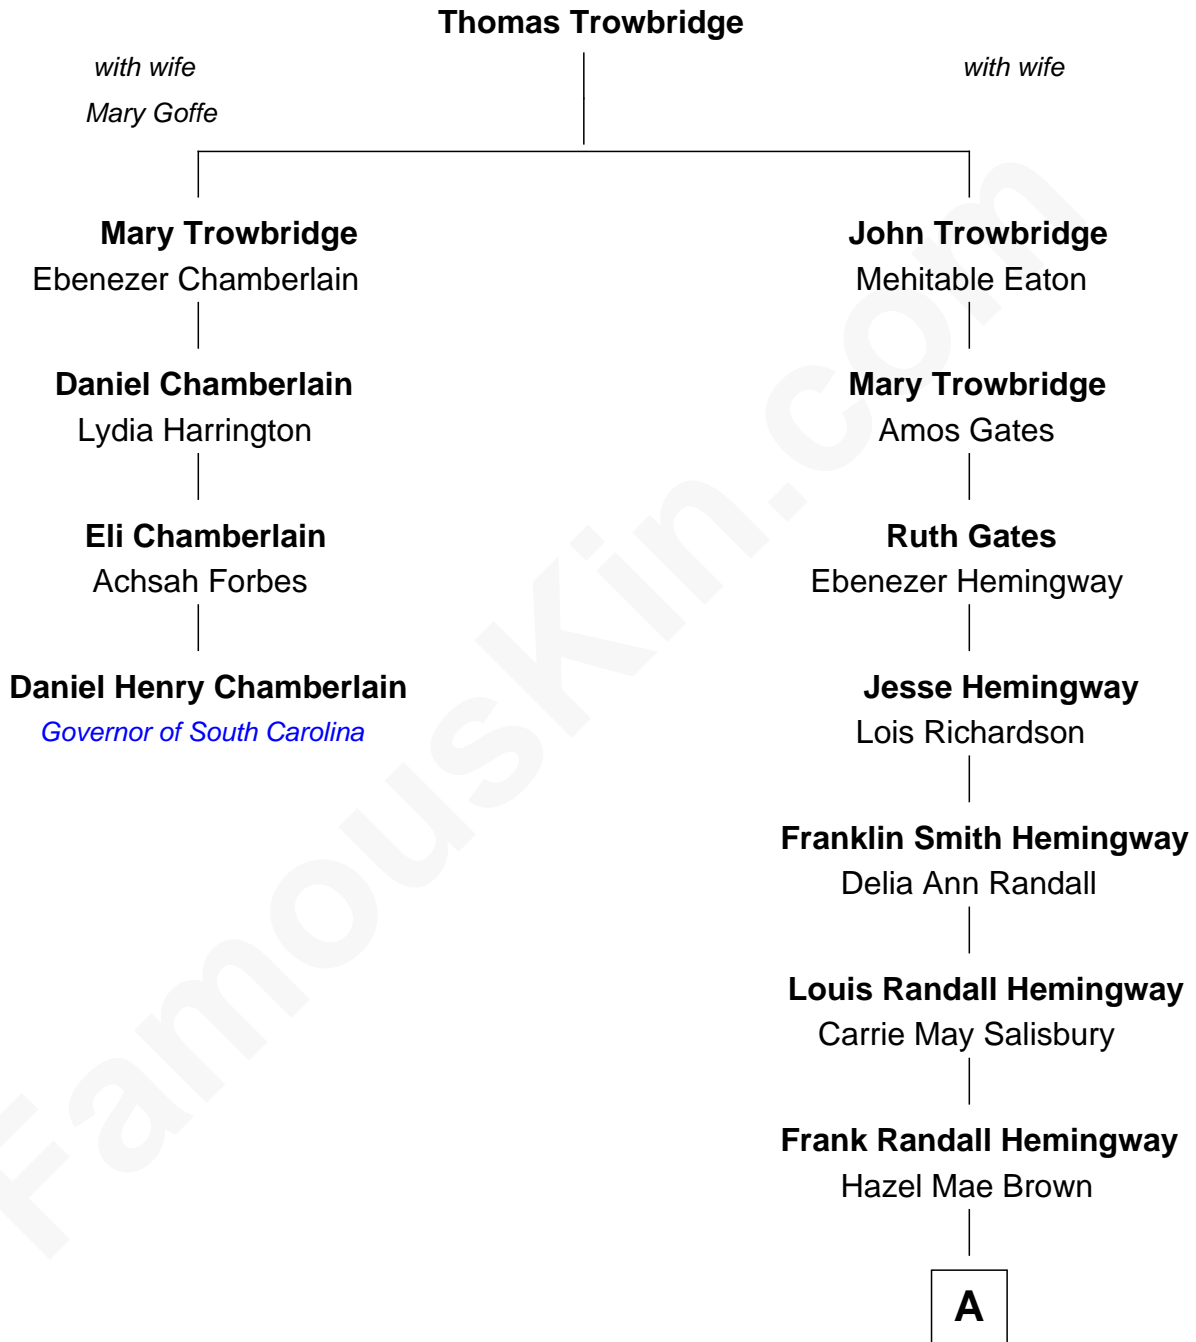 Thomas Trowbridge
with wife
Mary Goffe
with wife
Mary Trowbridge
Ebenezer Chamberlain
Daniel Chamberlain
Lydia Harrington
Eli Chamberlain
Achsah Forbes
Daniel Henry Chamberlain
Governor of South Carolina
John Trowbridge
Mehitable Eaton
Mary Trowbridge
Amos Gates
Ruth Gates
Ebenezer Hemingway
Jesse Hemingway
Lois Richardson
Franklin Smith Hemingway
Delia Ann Randall
Louis Randall Hemingway
Carrie May Salisbury
Frank Randall Hemingway
Hazel Mae Brown
A
FamousKin.com